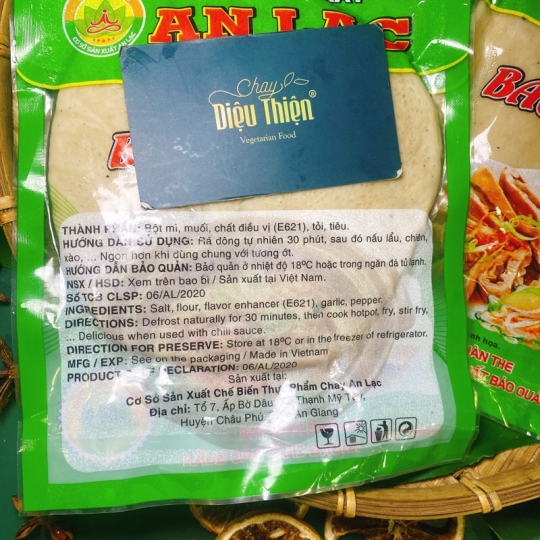 CƠ SỞ SẢN XUẤT AN LẠC
AN LẠC
Chay
Diệu Thiện®
Vegetarian Food
THÀNH PHẦN: Bột mì, muối, chất điều vị (E621), tỏi, tiêu.
HƯỚNG DẪN SỬ DỤNG: Rã đông tự nhiên 30 phút, sau đó nấu lẩu, chiên,
xào, ... Ngon hơn khi dùng chung với tương ớt.
HƯỚNG DẪN BẢO QUẢN: Bảo quản ở nhiệt độ 18ºC hoặc trong ngăn đá tủ lạnh.
NSX / HSD: Xem trên bao bì / Sản xuất tại Việt Nam.
Số TCB CLSP: 06/AL/2020
INGREDIENTS: Salt, flour, flavor enhancer (E621), garlic, pepper.
DIRECTIONS: Defrost naturally for 30 minutes, then cook hotpot, fry, stir fry,
... Delicious when used with chili sauce.
DIRECTION FOR PRESERVE: Store at 18ºC or in the freezer of refrigerator.
MFG / EXP: See on the packaging / Made in Vietnam
PRODUCT DECLARATION: 06/AL/2020
Sản xuất tại:
Cơ Sở Sản Xuất Chế Biến Thực Phẩm Chay An Lạc
Địa chỉ: Tổ 7, Ấp Bờ Dâu Thạnh Mỹ Tây,
Huyện Châu Phú An Giang
BA